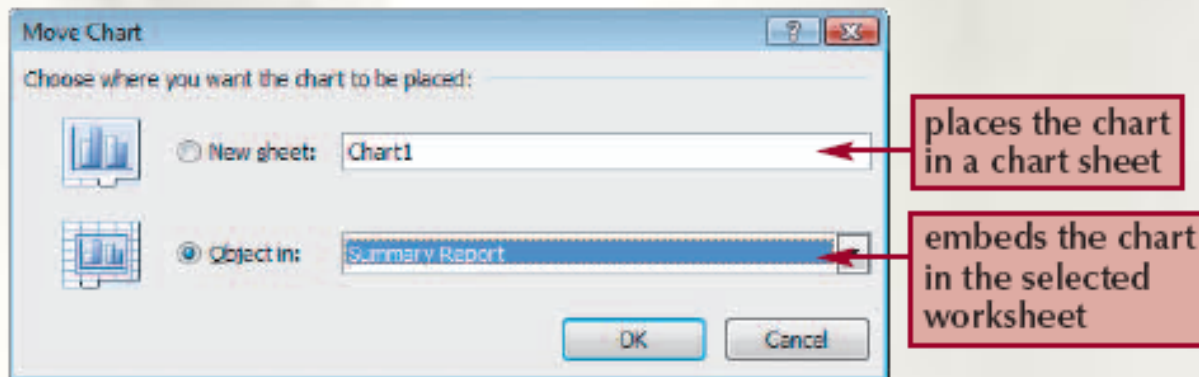 Move Chart
Choose where you want the chart to be placed:
New sheet: Chart1
places the chart
in a chart sheet
Object in: Summary Report
embeds the chart
in the selected
worksheet
OK Cancel